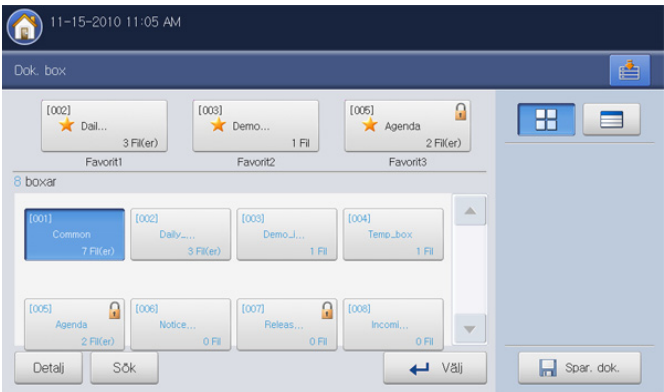 11-15-2010 11:05 AM
Dok. box
[002] [003] [005]
Dail... Demo... Agenda
3 Fil(er) 1 Fil 2 Fil(er)
Favorit1 Favorit2 Favorit3
8 boxar
[001] [002] [003] [004]
Common Daily_... Demo_i... Temp_box
7 Fil(er) 3 Fil(er) 1 Fil 1 Fil
[005] [006] [007] [008]
Agenda Notice... Releas... Incomi...
2 Fil(er) 0 Fil 0 Fil 0 Fil
Detalj Sök Välj Spar. dok.